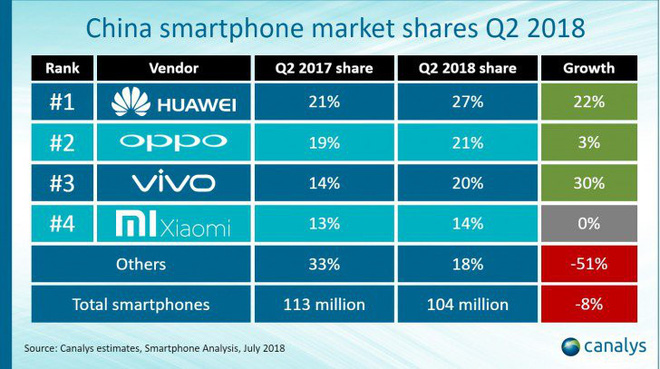 China smartphone market shares Q2 2018
Rank Vendor Q2 2017 share Q2 2018 share Growth
#1 HUAWEI 21% 27% 22%
#2 oppo 19% 21% 3%
#3 vivo 14% 20% 30%
#4 mi Xiaomi 13% 14% 0%
Others 33% 18% -51%
Total smartphones 113 million 104 million -8%
Source: Canalys estimates, Smartphone Analysis, July 2018
canalys